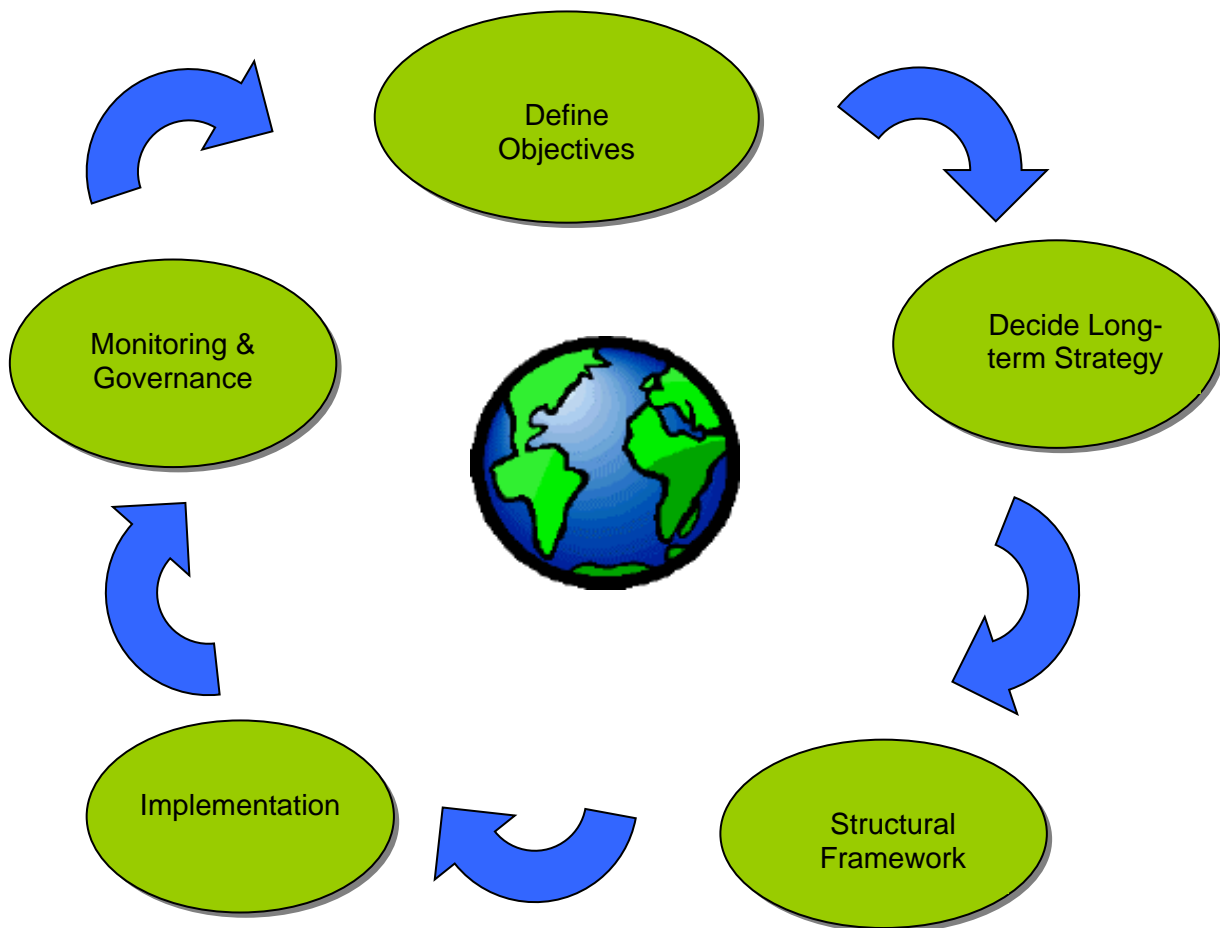 Define
Objectives
Decide Long-
term Strategy
Structural
Framework
Implementation
Monitoring &
Governance